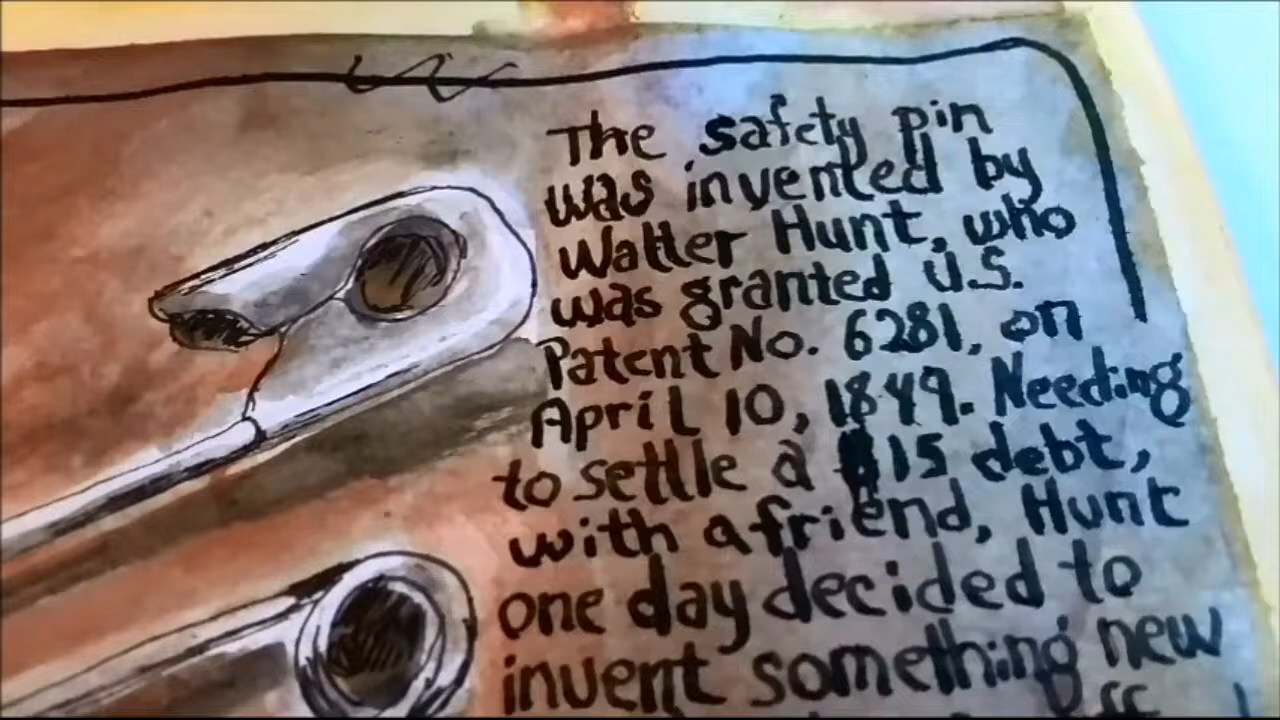 The safety pin
was invented by
Walter Hunt, who
was granted U.S.
Patent No. 6281, on
April 10, 1849. Needing
to settle a $15 debt,
with a friend, Hunt
one day decided to
invent something new